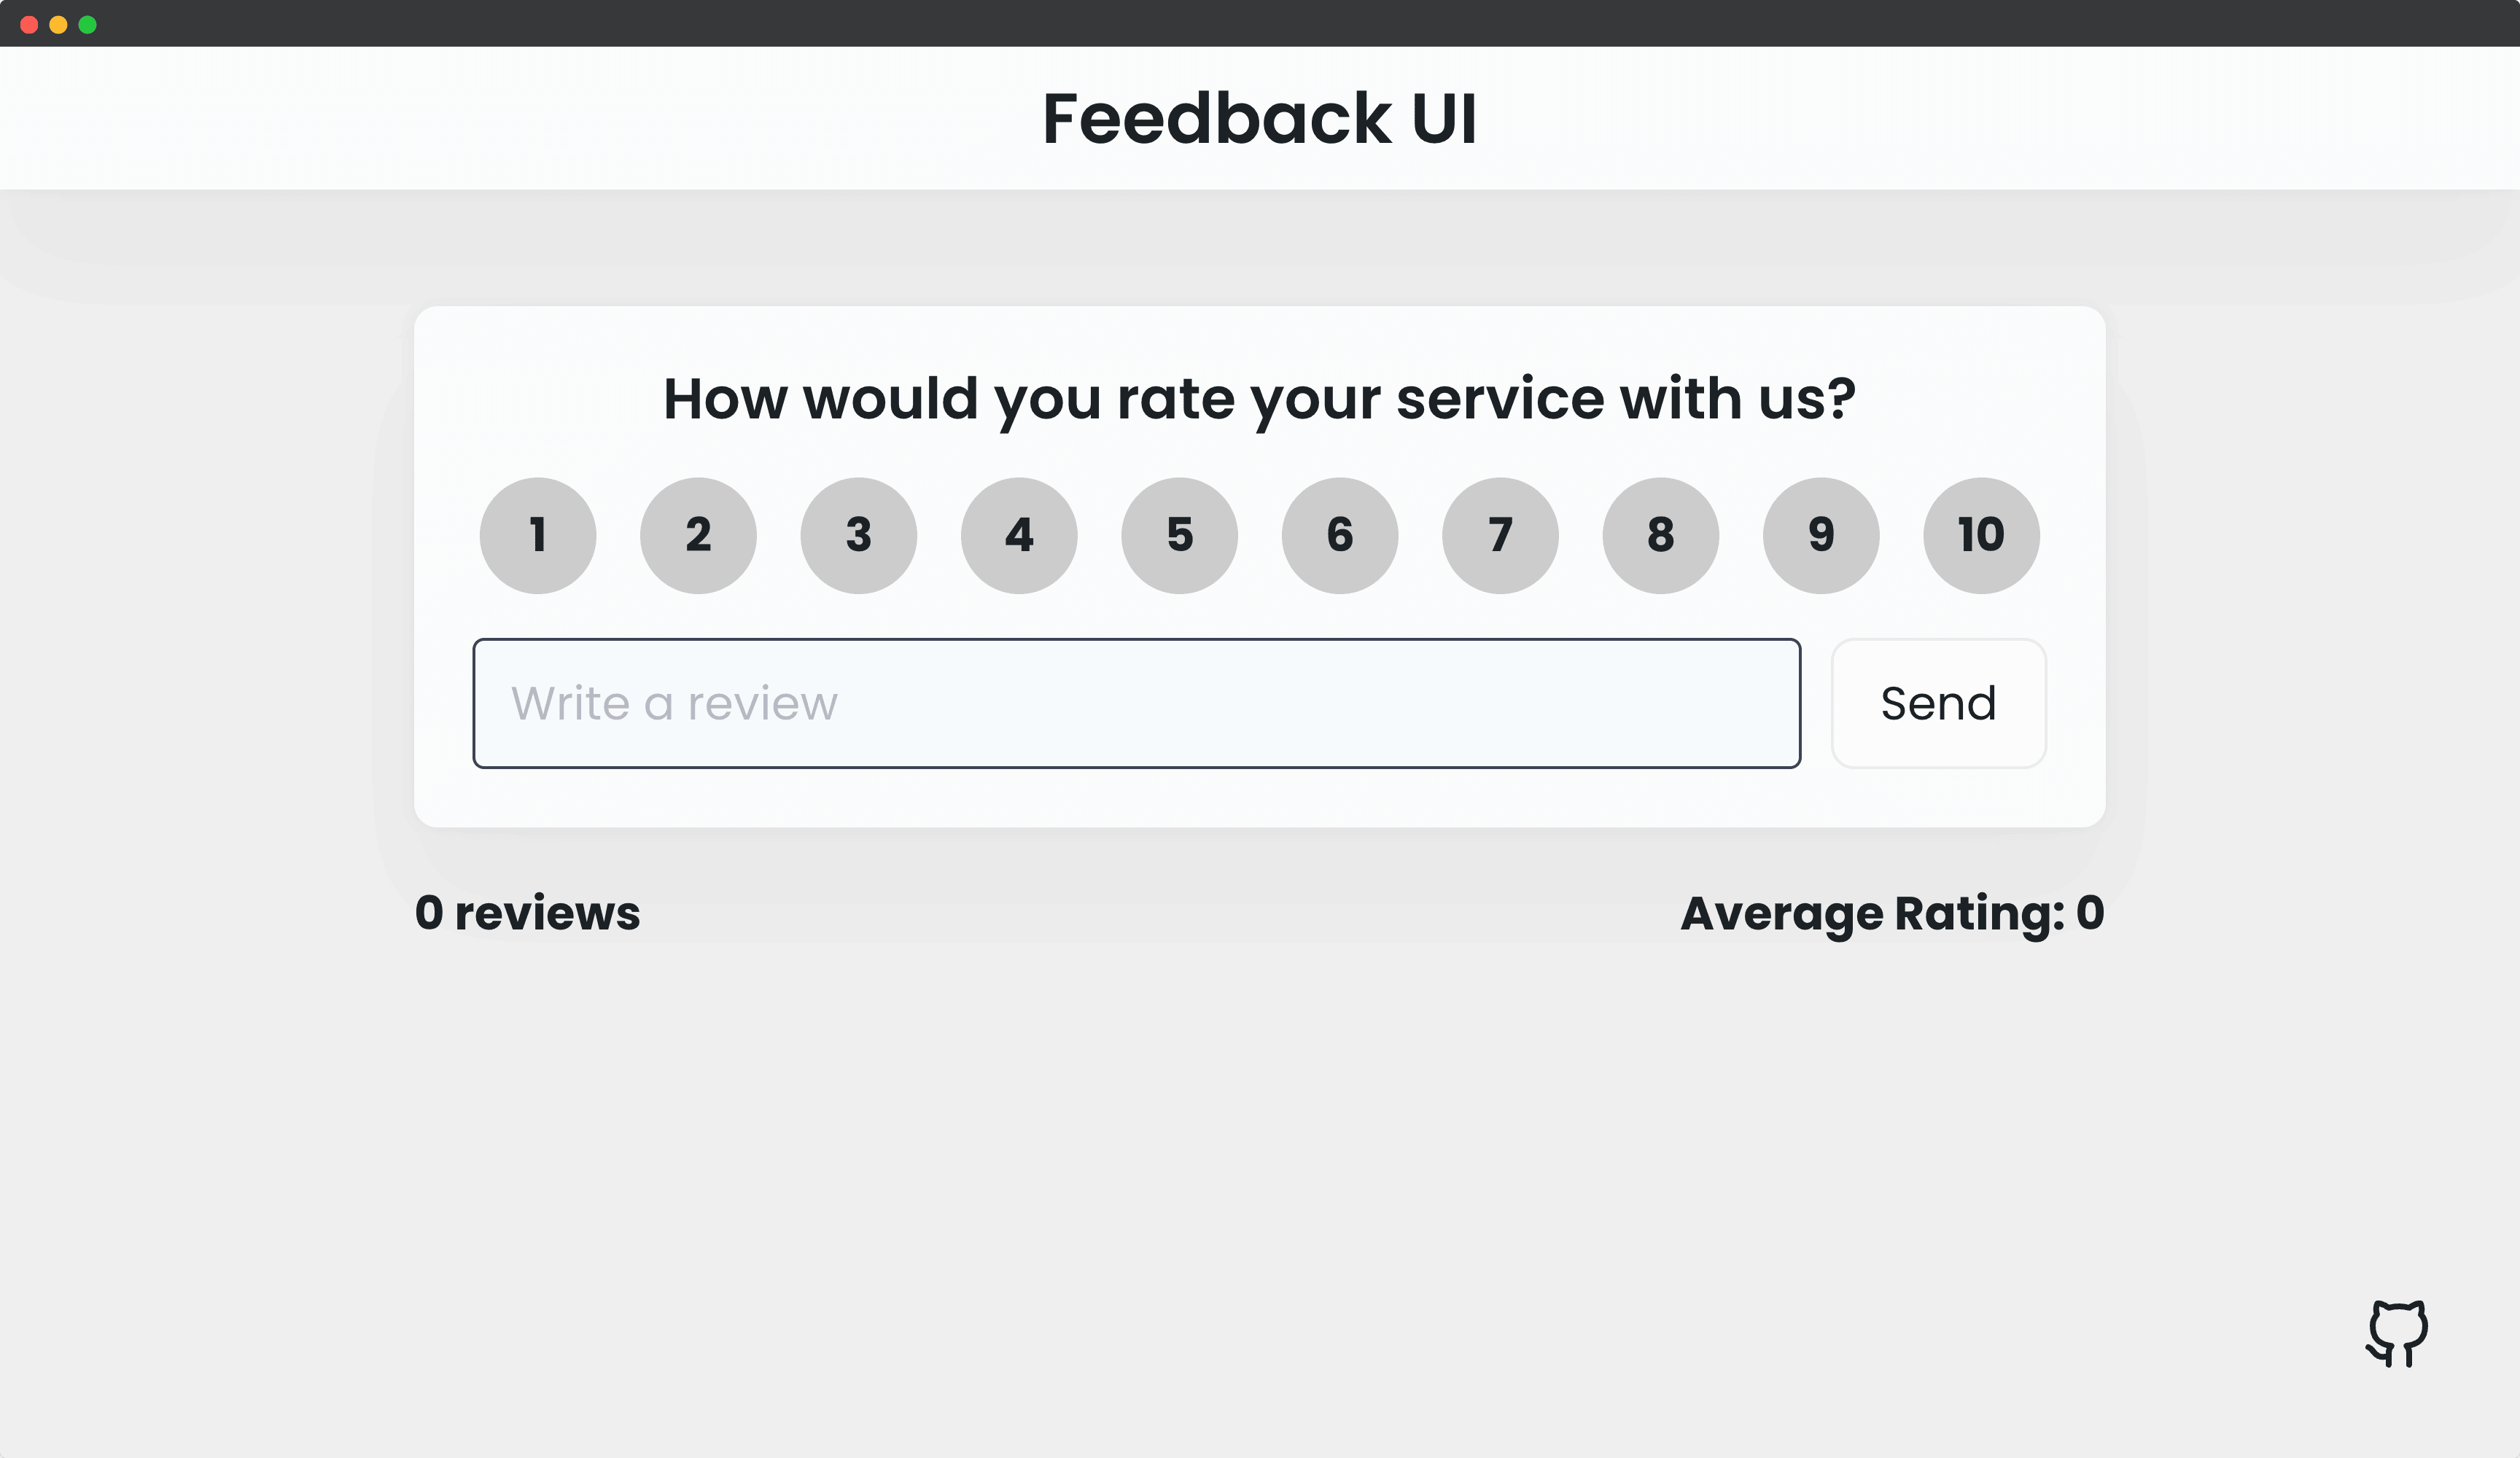 Feedback UI
How would you rate your service with us?
1 2 3 4 5 6 7 8 9 10
Write a review
Send
0 reviews
Average Rating: 0